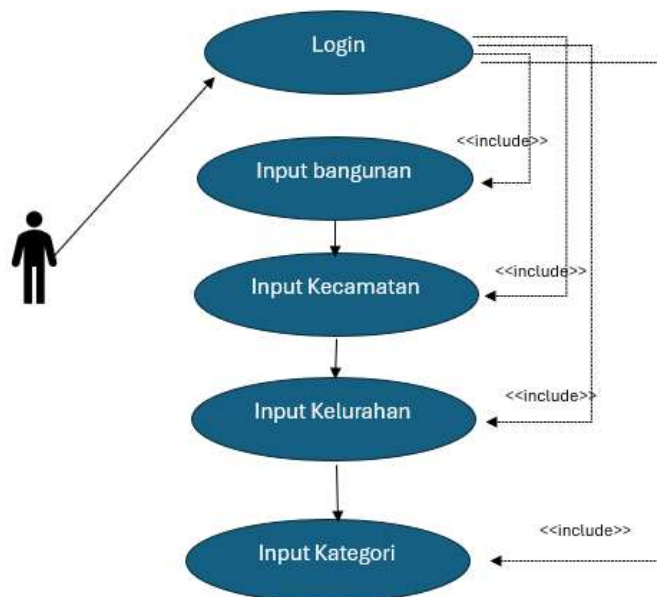 Login
<<include>>
Input bangunan
Input Kecamatan
<<include>>
Input Kelurahan
<<include>>
<<include>>
Input Kategori